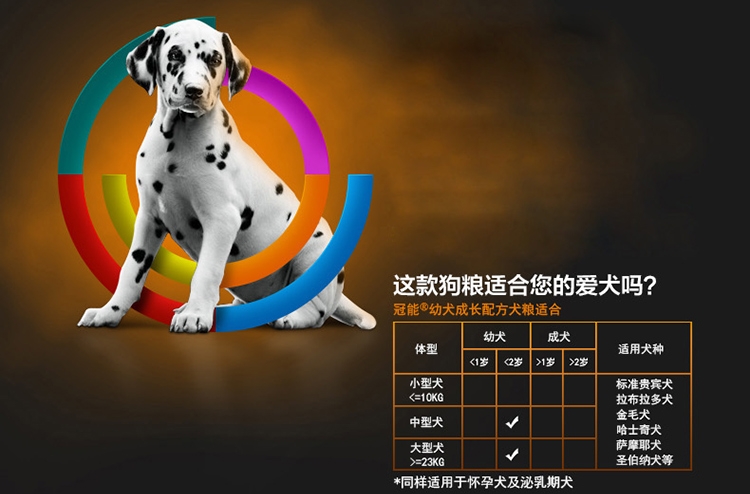 这款狗粮适合您的爱犬吗?
冠能®幼犬成长配方犬粮适合
体型 幼犬 成犬 适用犬种
<1岁 <2岁 >1岁 >2岁
小型犬
<=10KG
中型犬 ✓
大型犬
>=23KG ✓
标准贵宾犬
拉布拉多犬
金毛犬
哈士奇犬
萨摩耶犬
圣伯纳犬等
*同样适用于怀孕犬及泌乳期犬